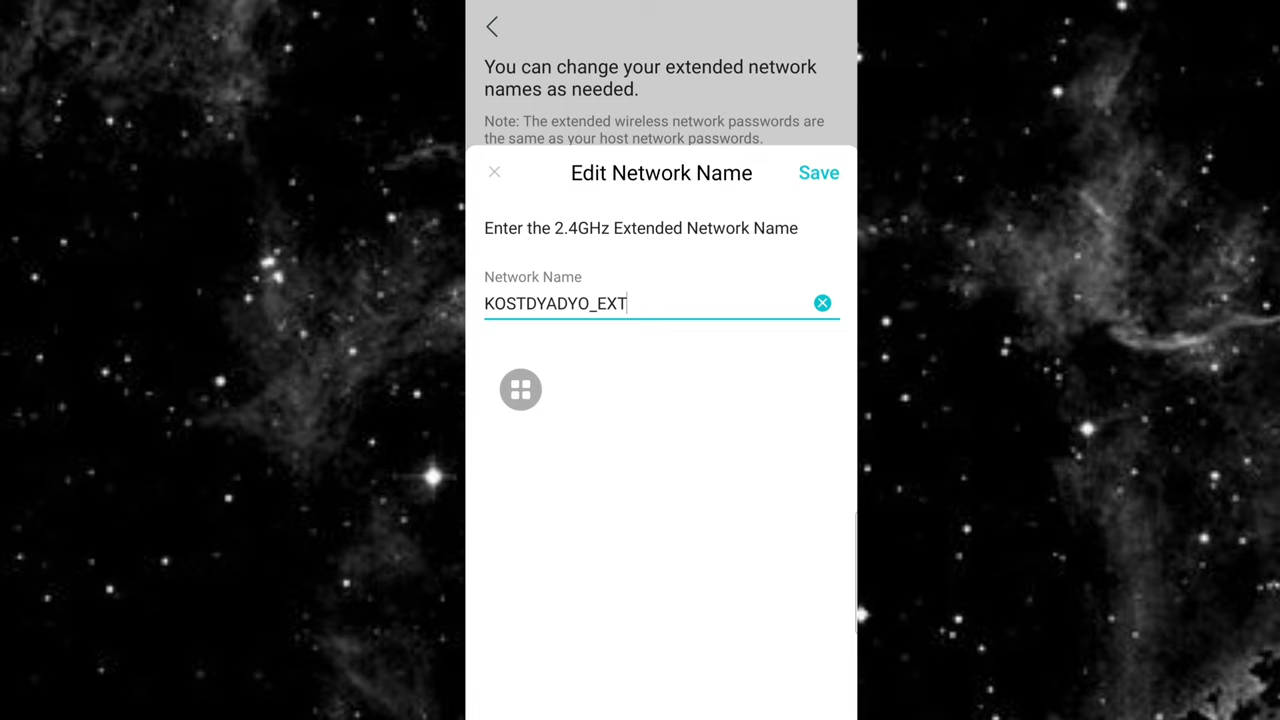 You can change your extended network
names as needed.
Note: The extended wireless network passwords are
the same as your host network passwords.
Edit Network Name
Save
Enter the 2.4GHz Extended Network Name
Network Name
KOSTDYADYO_EXT